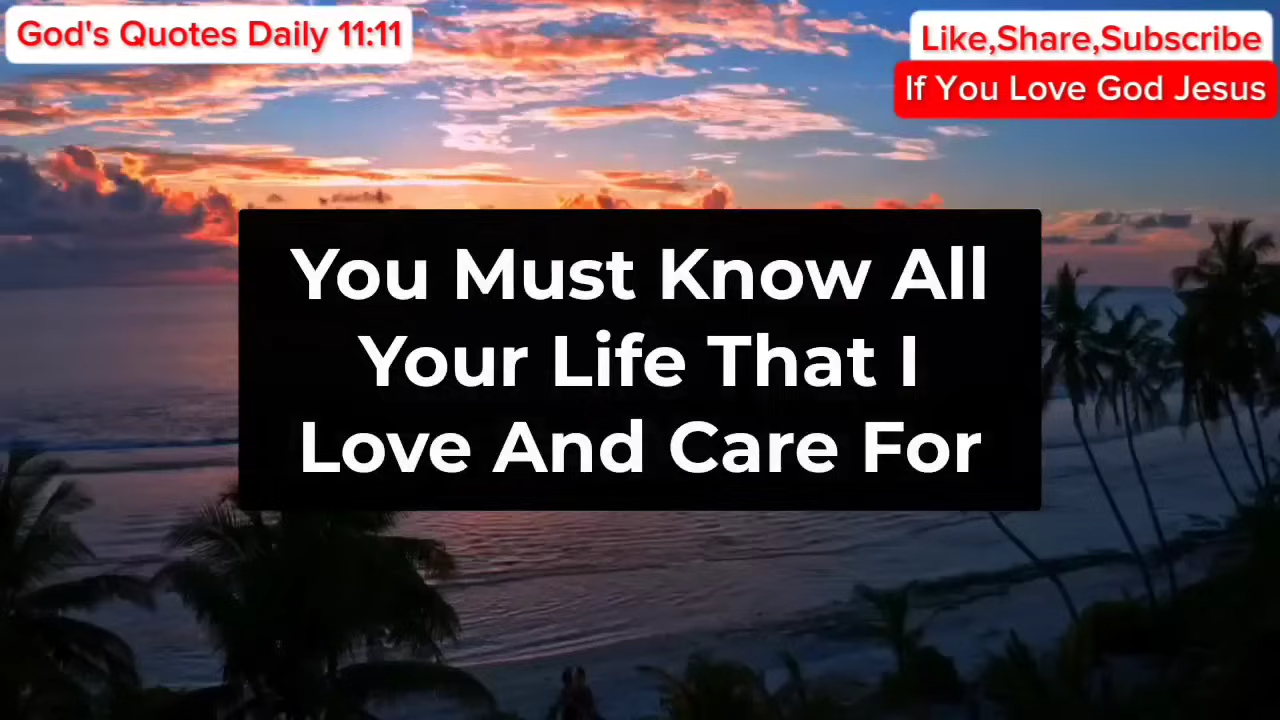 God's Quotes Daily 11:11
Like,Share,Subscribe
If You Love God Jesus
You Must Know All
Your Life That I
Love And Care For